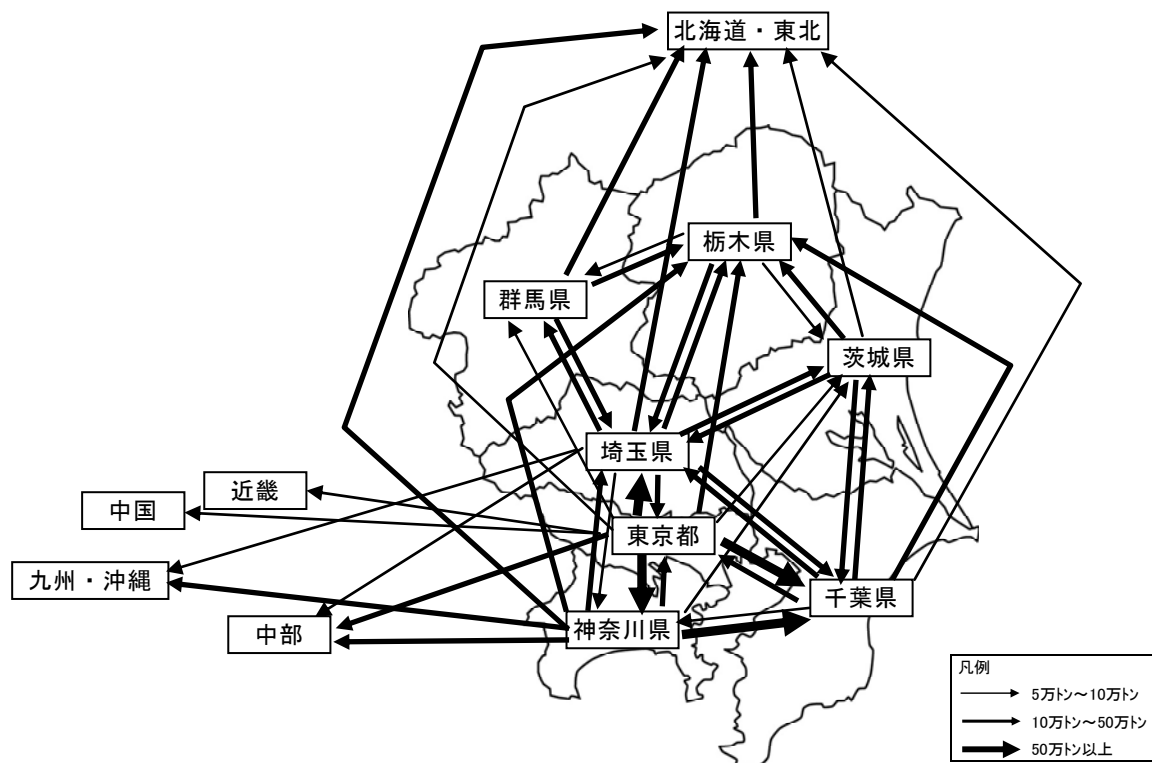 北海道・東北
栃木県
群馬県
茨城県
埼玉県
近畿
中国
東京都
九州・沖縄
千葉県
中部
神奈川県
凡例
5万トン～10万トン
10万トン～50万トン
50万トン以上